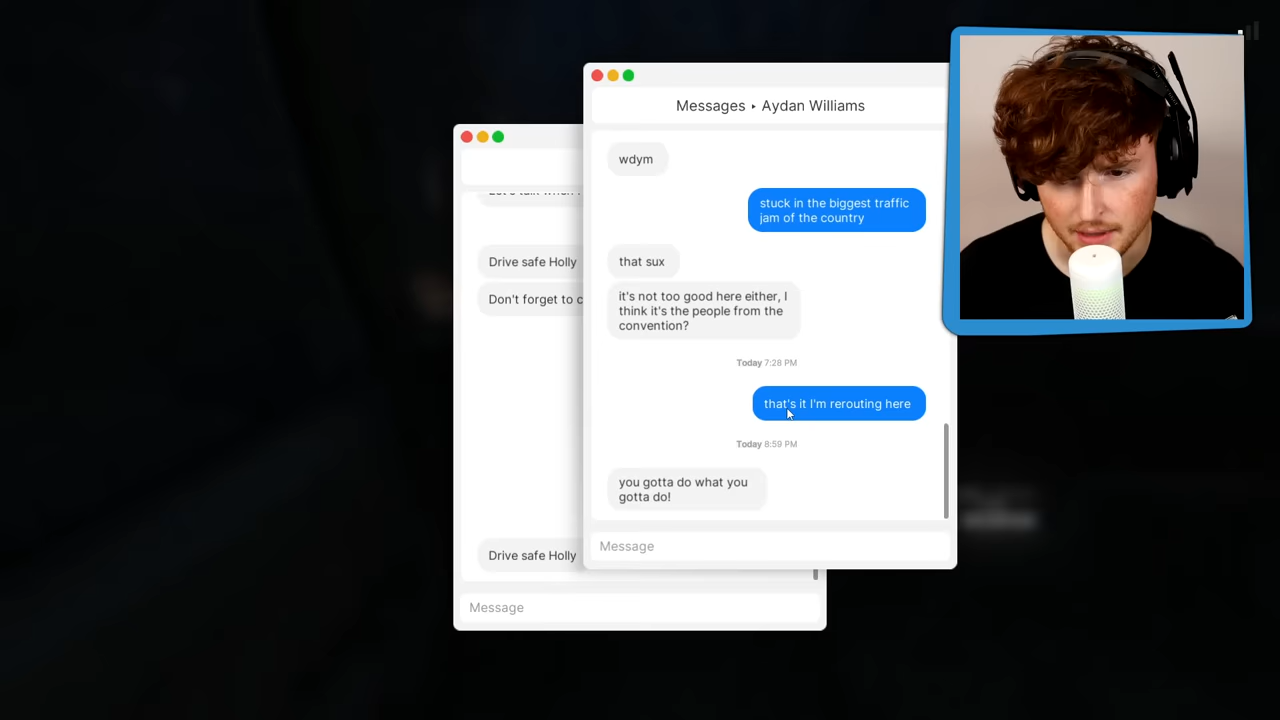 Messages ▸ Aydan Williams
wdym
stuck in the biggest traffic
jam of the country
that sux
it's not too good here either, I
think it's the people from the
convention?
Today 7:28 PM
that's it I'm rerouting here
Today 8:59 PM
you gotta do what you
gotta do!
Message
Drive safe Holly
Don't forget to
Drive safe Holly
Message